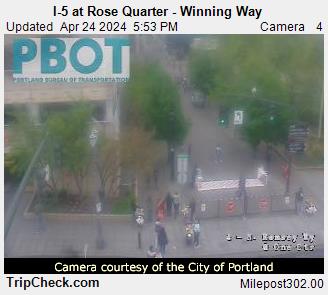 I-5 at Rose Quarter - Winning Way
Updated  Apr 24 2024  5:53 PM    Camera  4
PBOT
PORTLAND BUREAU OF TRANSPORTATION
Camera courtesy of the City of Portland
TripCheck.com    Milepost302.00